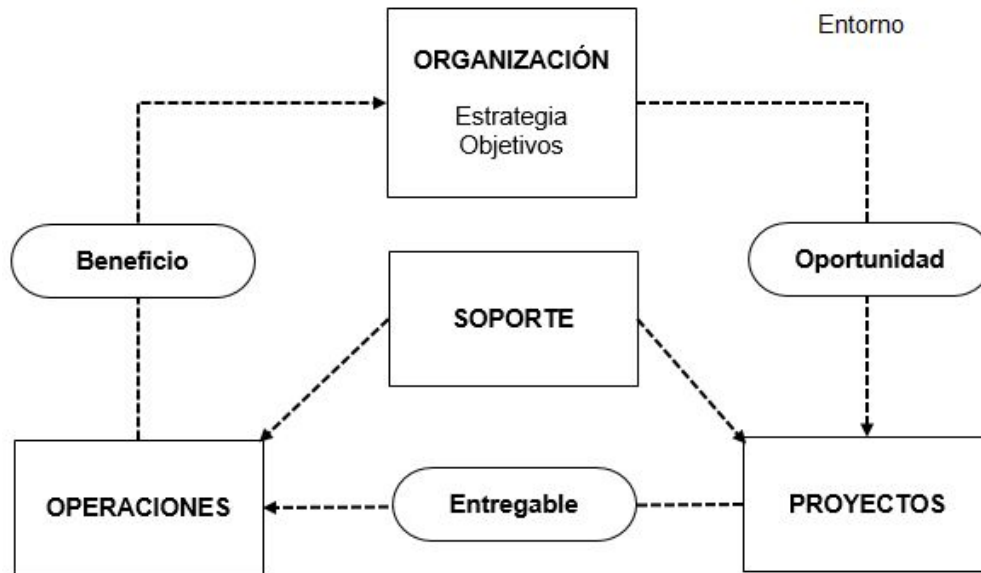 Entorno
ORGANIZACIÓN
Estrategia
Objetivos
Beneficio
Oportunidad
SOPORTE
OPERACIONES
Entregable
PROYECTOS